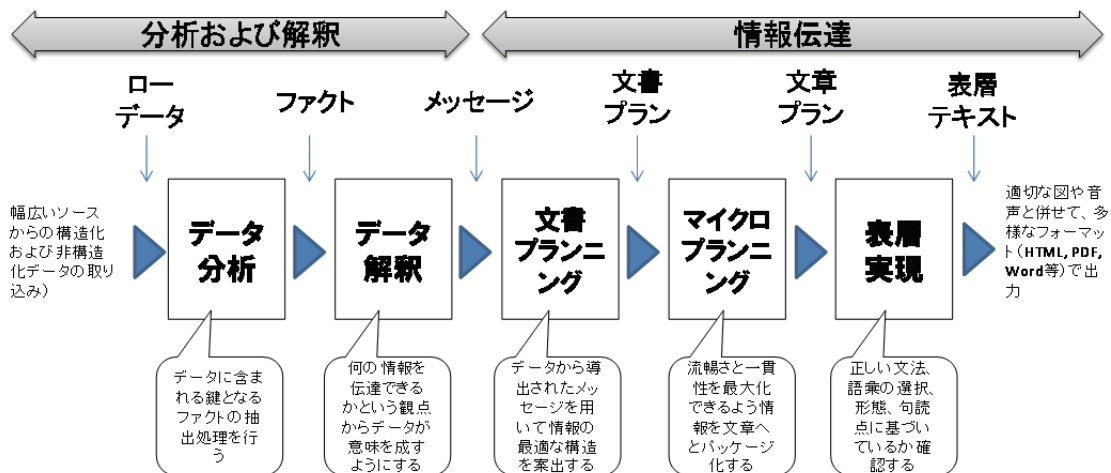 分析および解釈
情報伝達
ロー
データ
ファクト
メッセージ
文書
プラン
文章
プラン
表層
テキスト
幅広いソース
からの構造化
および非構造
化データの取り
込み）
データ
分析
データ
解釈
文書
プランニ
ング
マイクロ
プランニ
ング
表層
実現
適切な図や音
声と併せて、多
様なフォーマッ
ト（HTML, PDF,
Word等）で出
力
データに含ま
れる鍵となる
ファクトの抽
出処理を行
う
何の情報を
伝達できる
かという観点
からデータが
意味を成す
ようにする
データから導
出されたメッ
セージを用
いて情報の
最適な構造
を案出する
流暢さと一貫
性を最大化
できるよう情
報を文章へ
とパッケージ
化する
正しい文法、
語彙の選択、
形態、句読
点に基づい
ているか確
認する